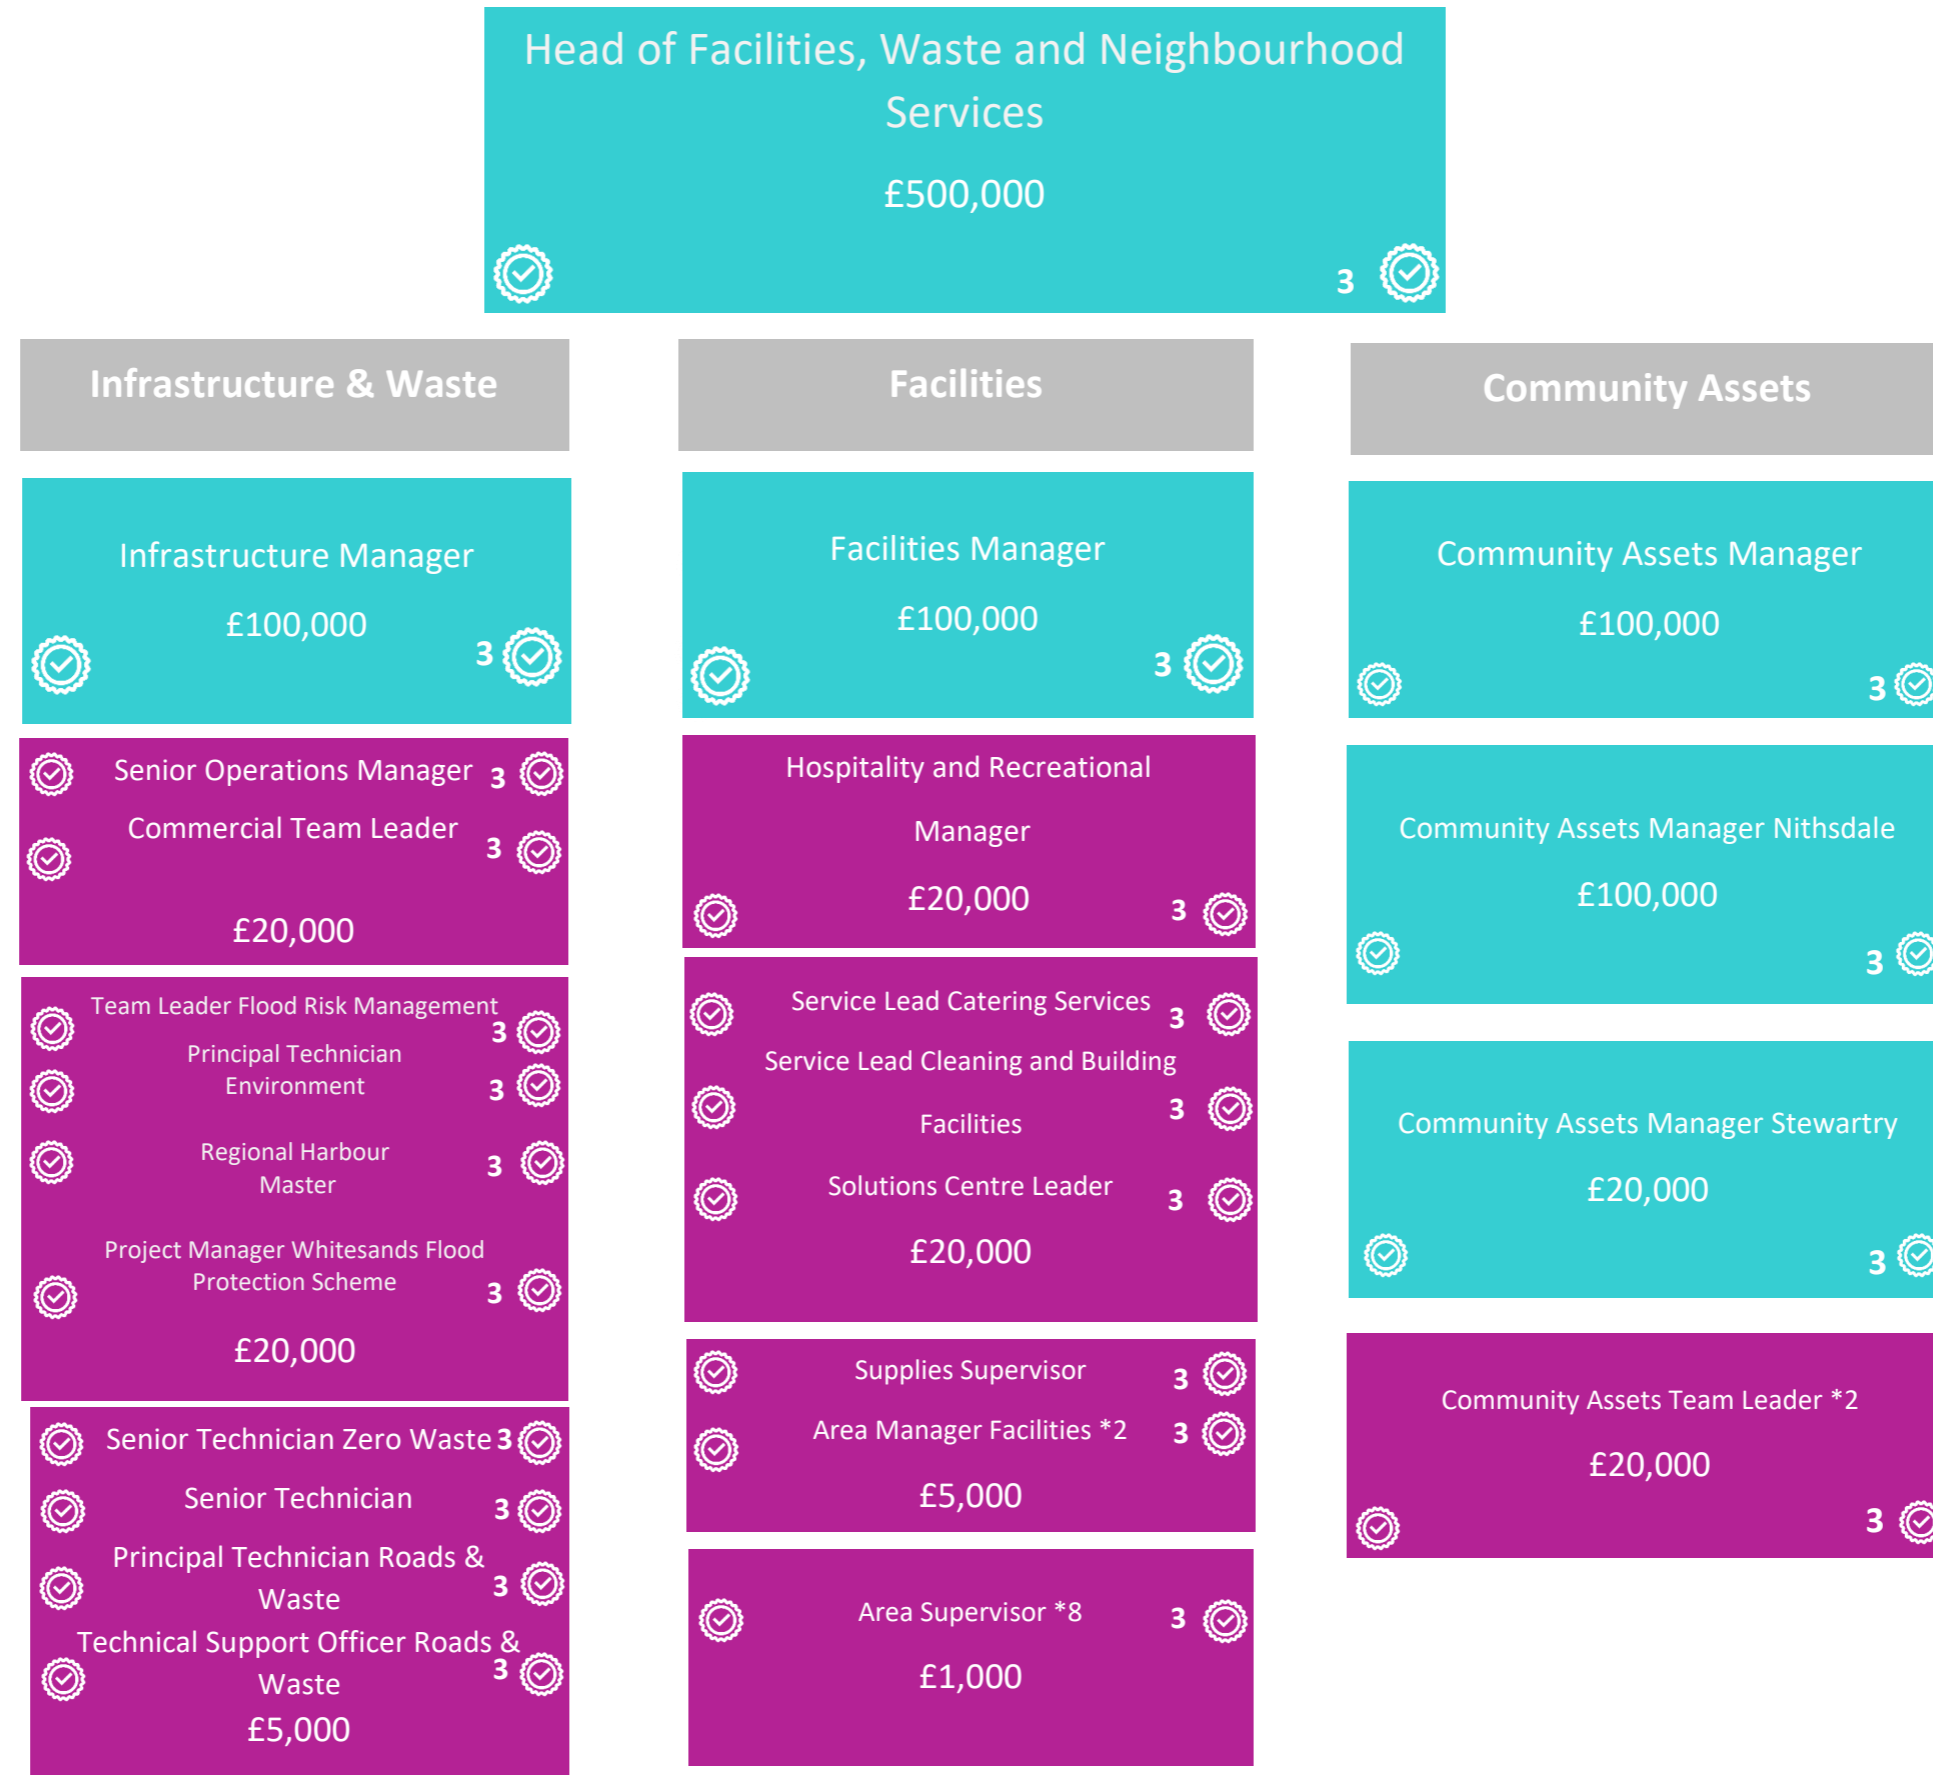 Head of Facilities, Waste and Neighbourhood
Services
£500,000
3
Infrastructure & Waste
Infrastructure Manager
£100,000
3
Senior Operations Manager 3
Commercial Team Leader
3
£20,000
Team Leader Flood Risk Management
3
Principal Technician
Environment
3
Regional Harbour
Master
3
Project Manager Whitesands Flood
Protection Scheme
3
£20,000
Senior Technician Zero Waste 3
Senior Technician
3
Principal Technician Roads &
Waste
3
Technical Support Officer Roads &
Waste
3
£5,000
Facilities
Facilities Manager
£100,000
3
Hospitality and Recreational
Manager
£20,000
3
Service Lead Catering Services
3
Service Lead Cleaning and Building
Facilities
3
Solutions Centre Leader
3
£20,000
Supplies Supervisor
3
Area Manager Facilities *2
3
£5,000
Area Supervisor *8
3
£1,000
Community Assets
Community Assets Manager
£100,000
3
Community Assets Manager Nithsdale
£100,000
3
Community Assets Manager Stewartry
£20,000
3
Community Assets Team Leader *2
£20,000
3